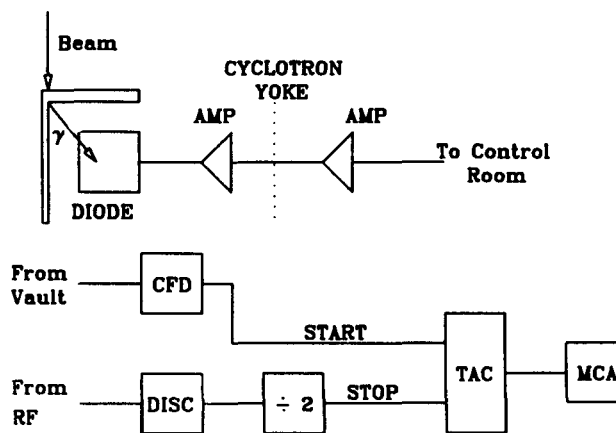 Beam
CYCLOTRON
YOKE
AMP
AMP
γ
To Control
Room
DIODE
From
Vault
CFD
START
TAC
MCA
From
RF
DISC
÷ 2
STOP